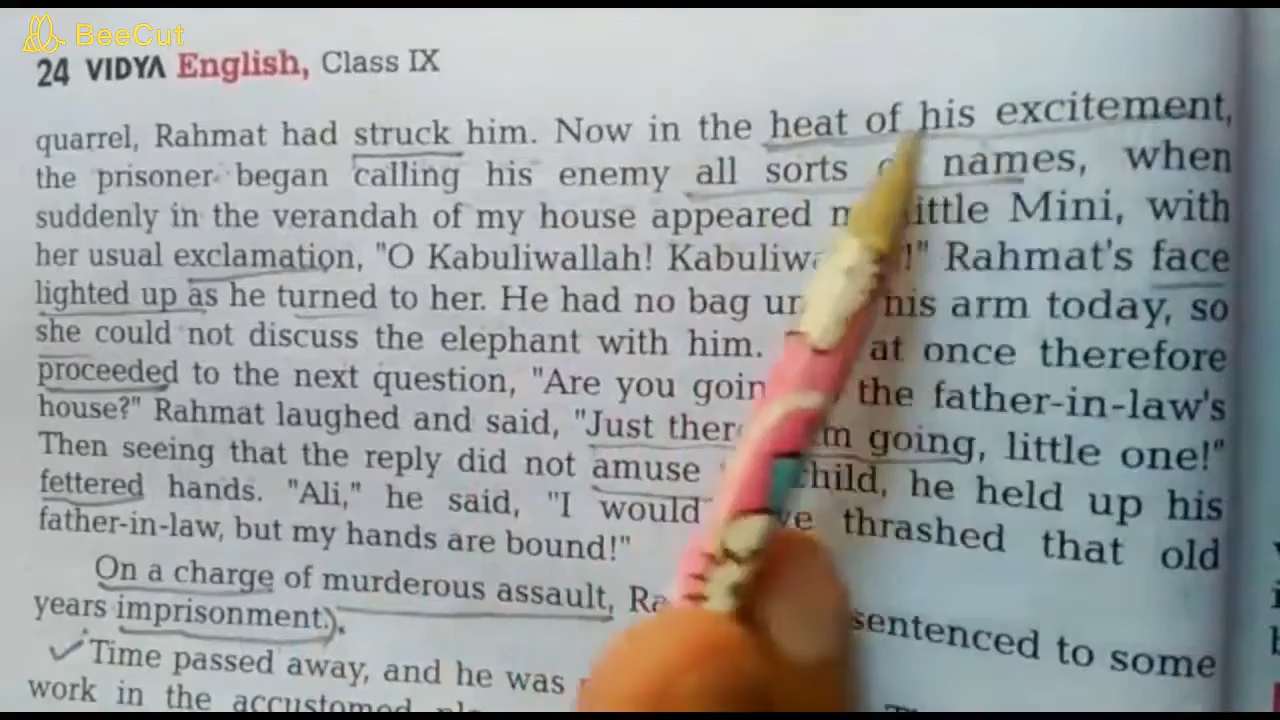 BeeCut
24 VIDYA English, Class IX
quarrel, Rahmat had struck him. Now in the heat of his excitement,
the prisoner began calling his enemy all sorts names, when
suddenly in the verandah of my house appeared Mini, with
her usual exclamation, "O Kabuliwallah! Rahmat's face
lighted up as he turned to her. He had no bag his arm today, so
she could not discuss the elephant with him. at once therefore
proceeded to the next question, "Are you the father-in-law's
house?" Rahmat laughed and said, "Just going, little one!"
Then seeing that the reply did not amuse child, he held up his
fettered hands. "Ali," he said, "I would thrashed that old
father-in-law, but my hands are bound!"
On a charge of murderous assault, sentenced to some
years imprisonment.
Time passed away, and he was
work in the accustomed